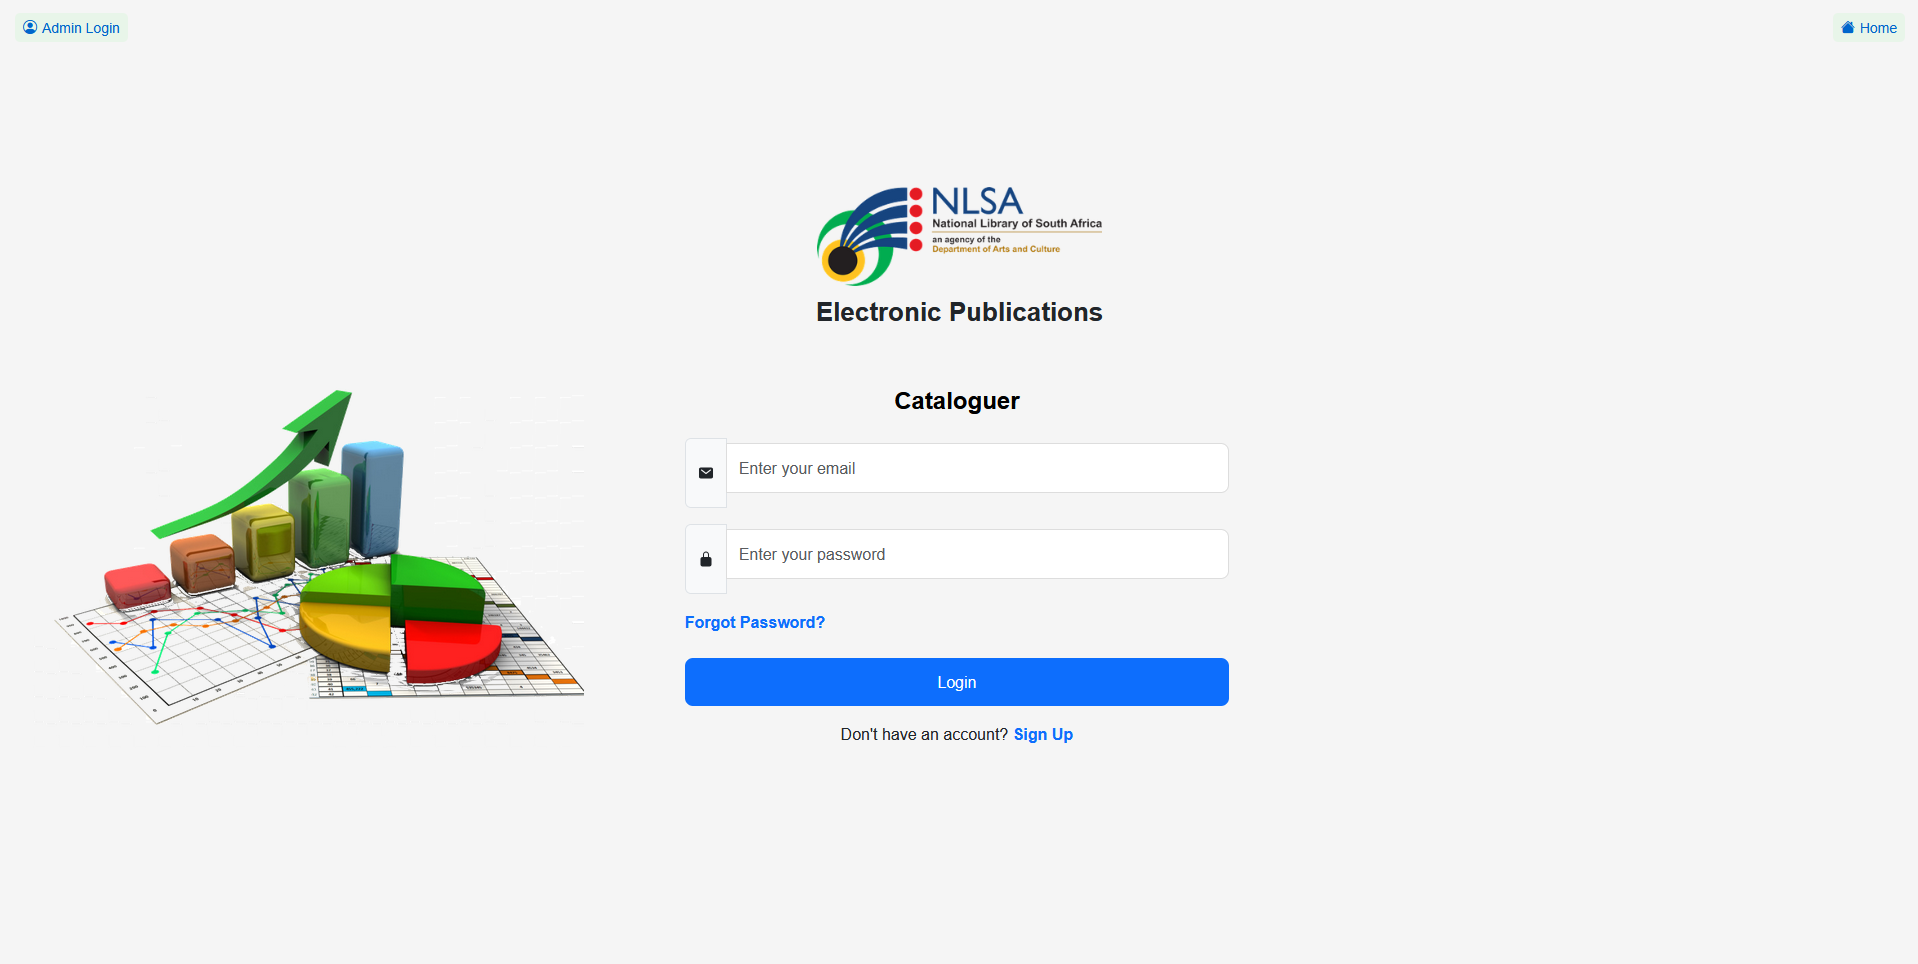 Admin Login
Home
NLSA
National Library of South Africa
an agency of the
Department of Arts and Culture
Electronic Publications
Cataloguer
Enter your email
Enter your password
Forgot Password?
Login
Don't have an account? Sign Up